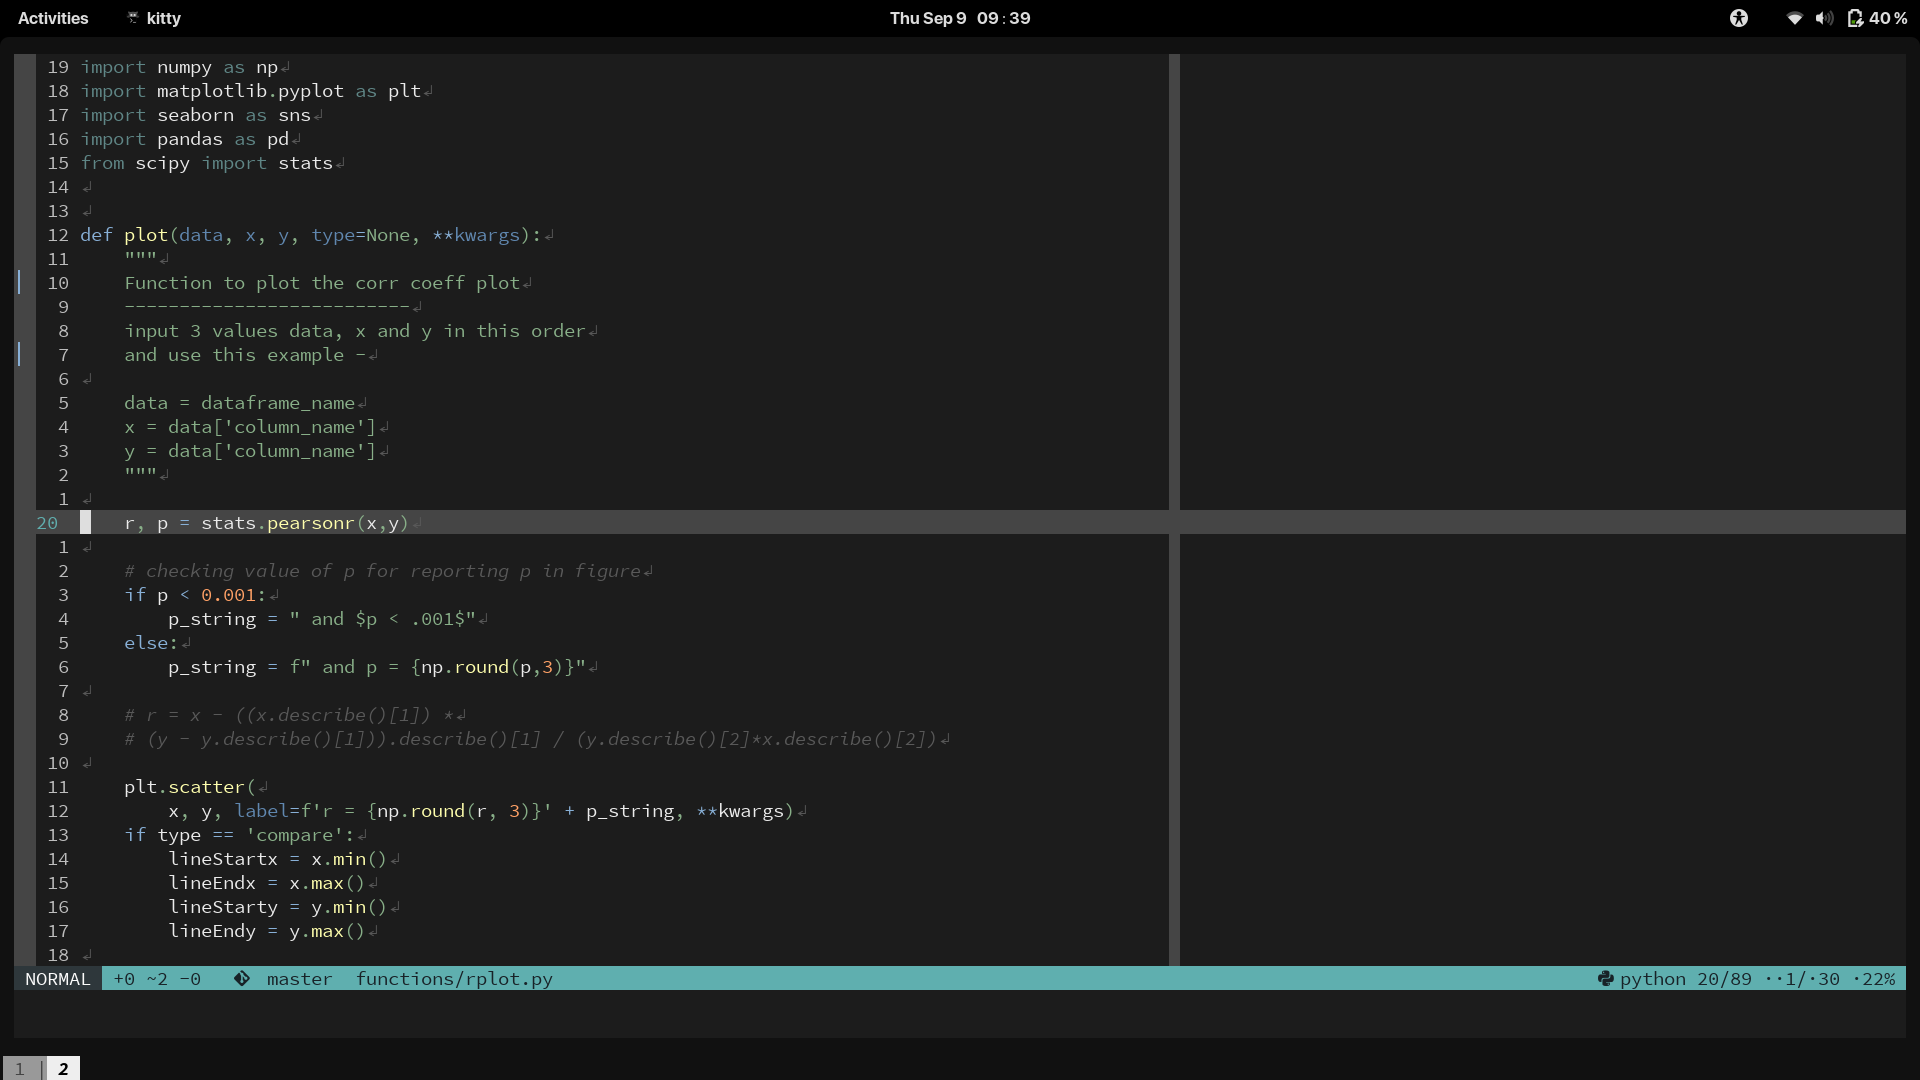 Activities kitty Thu Sep 9 09:39 40%
19 import numpy as np↲
18 import matplotlib.pyplot as plt↲
17 import seaborn as sns↲
16 import pandas as pd↲
15 from scipy import stats↲
14 ↲
13 ↲
12 def plot(data, x, y, type=None, **kwargs):↲
11     """↲
10     Function to plot the corr coeff plot↲
9     --------------------------↲
8     input 3 values data, x and y in this order↲
7     and use this example -↲
6 ↲
5     data = dataframe_name↲
4     x = data['column_name']↲
3     y = data['column_name']↲
2     """↲
1 ↲
20     r, p = stats.pearsonr(x,y)↲
1 ↲
2     # checking value of p for reporting p in figure↲
3     if p < 0.001:↲
4         p_string = " and $p < .001$"↲
5     else:↲
6         p_string = f" and p = {np.round(p,3)}"↲
7 ↲
8     # r = x - ((x.describe()[1]) *↲
9     # (y - y.describe()[1])).describe()[1] / (y.describe()[2]*x.describe()[2])↲
10 ↲
11     plt.scatter(↲
12         x, y, label=f'r = {np.round(r, 3)}' + p_string, **kwargs)↲
13     if type == 'compare':↲
14         lineStartx = x.min()↲
15         lineEndx = x.max()↲
16         lineStarty = y.min()↲
17         lineEndy = y.max()↲
18 ↲
NORMAL +0 ~2 -0 master functions/rplot.py python 20/89 ··1/·30 ·22%
1 | 2